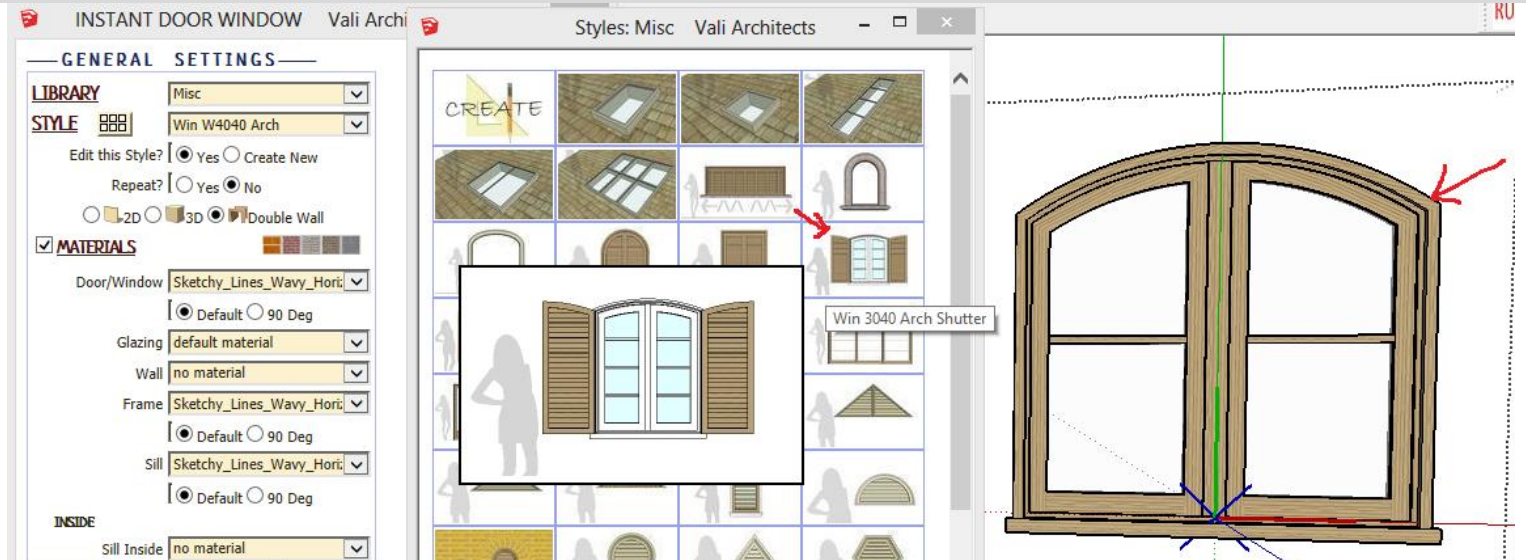 INSTANT DOOR WINDOW Vali Archi
GENERAL SETTINGS
LIBRARY Misc
STYLE Win W4040 Arch
Edit this Style? Yes Create New
Repeat? Yes No
2D 3D Double Wall
MATERIALS
Door/Window Sketchy_Lines_Wavy_Hori
Default 90 Deg
Glazing default material
Wall no material
Frame Sketchy_Lines_Wavy_Hori
Default 90 Deg
Sill Sketchy_Lines_Wavy_Hori
Default 90 Deg
INSIDE
Sill Inside no material
Styles: Misc Vali Architects
CREATE
Win 3040 Arch Shutter
RU